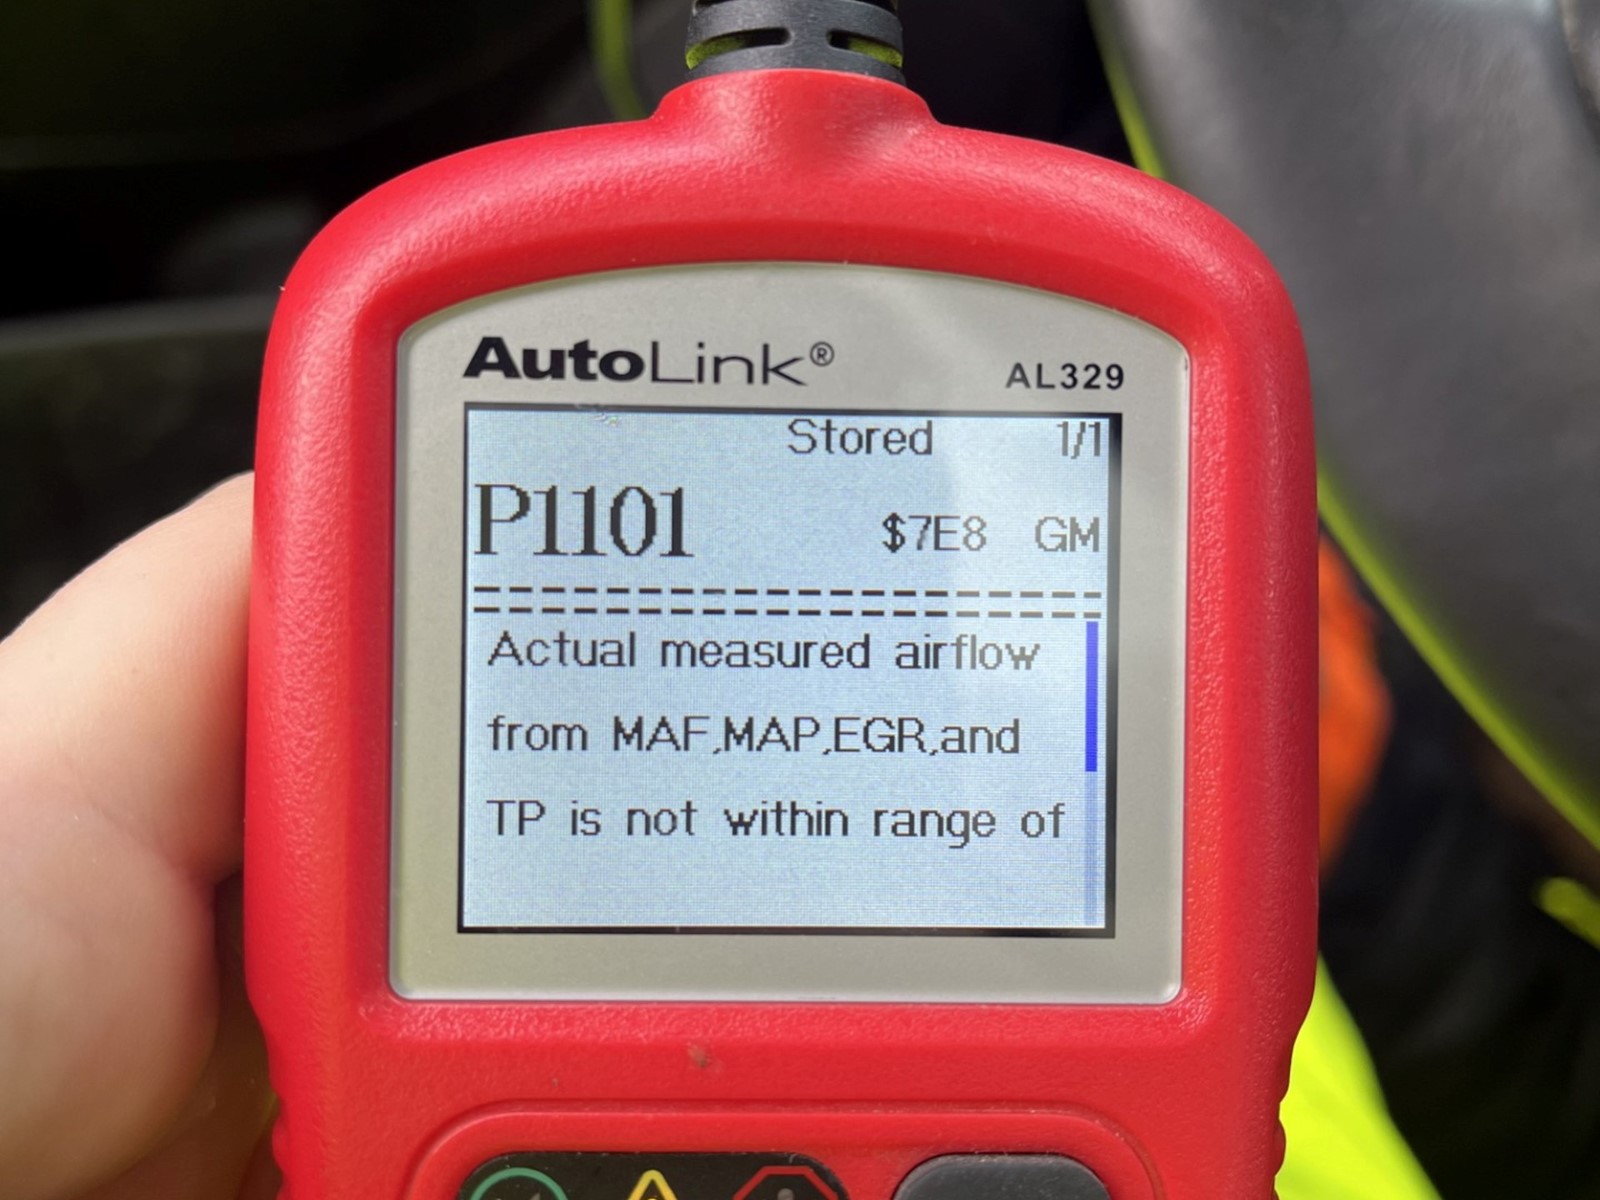 AutoLink®
AL329
Stored 1/1
P1101 $7E8 GM
Actual measured airflow
from MAF,MAP,EGR,and
TP is not within range of